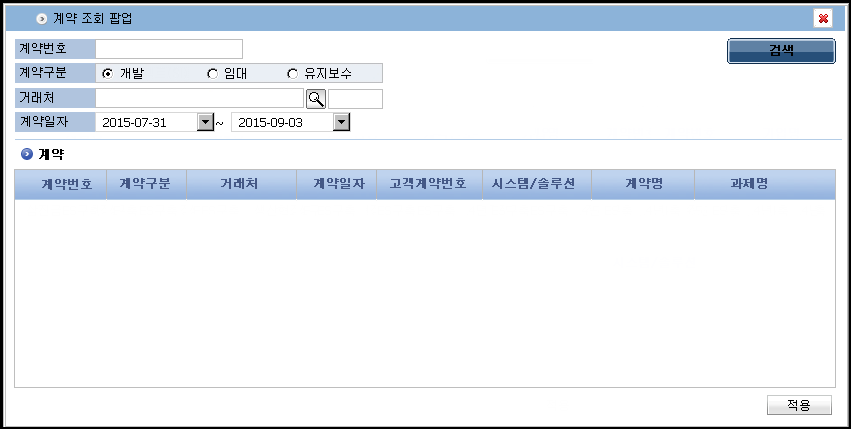 계약 조회 팝업
계약번호
검색
계약구분 개발 임대 유지보수
거래처
계약일자 2015-07-31 ~ 2015-09-03
계약
계약번호 계약구분 거래처 계약일자 고객계약번호 시스템/솔루션 계약명 과제명
적용